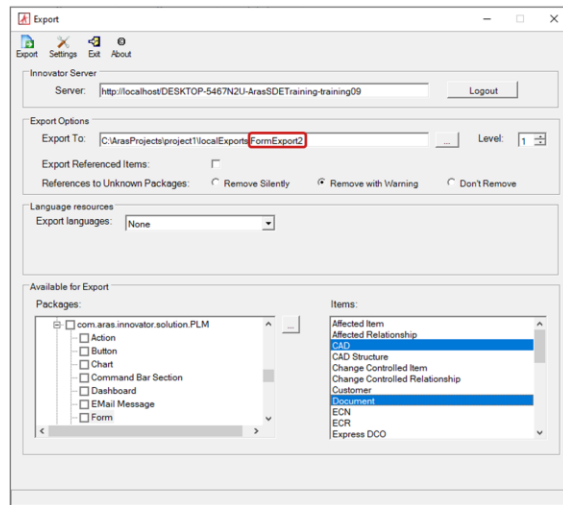 Export
Export Settings Exit About
Innovator Server
Server: http://localhost/DESKTOP-5467N2U-ArasSDETraining-training09 Logout
Export Options
Export To: C:\ArasProjects\project1\localExports\FormExport2 ... Level: 1
Export Referenced Items:
References to Unknown Packages: Remove Silently Remove with Warning Don't Remove
Language resources
Export languages: None
Available for Export
Packages: Items:
com.aras.innovator.solution.PLM
Action
Button
Chart
Command Bar Section
Dashboard
EMail Message
Form
...
Affected Item
Affected Relationship
CAD
CAD Structure
Change Controlled Item
Change Controlled Relationship
Customer
Document
ECN
ECR
Express DCO